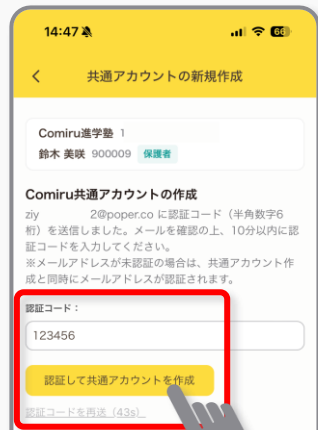 14:47
66
共通アカウントの新規作成
Comiru進学塾 1
鈴木 美咲 900009 保護者
Comiru共通アカウントの作成
ziy 2@poper.co に認証コード（半角数字6
桁）を送信しました。メールを確認の上、10分以内に認
証コードを入力してください。
※メールアドレスが未認証の場合は、共通アカウント作
成と同時にメールアドレスが認証されます。
認証コード：
123456
認証して共通アカウントを作成
認証コードを再送（43s）